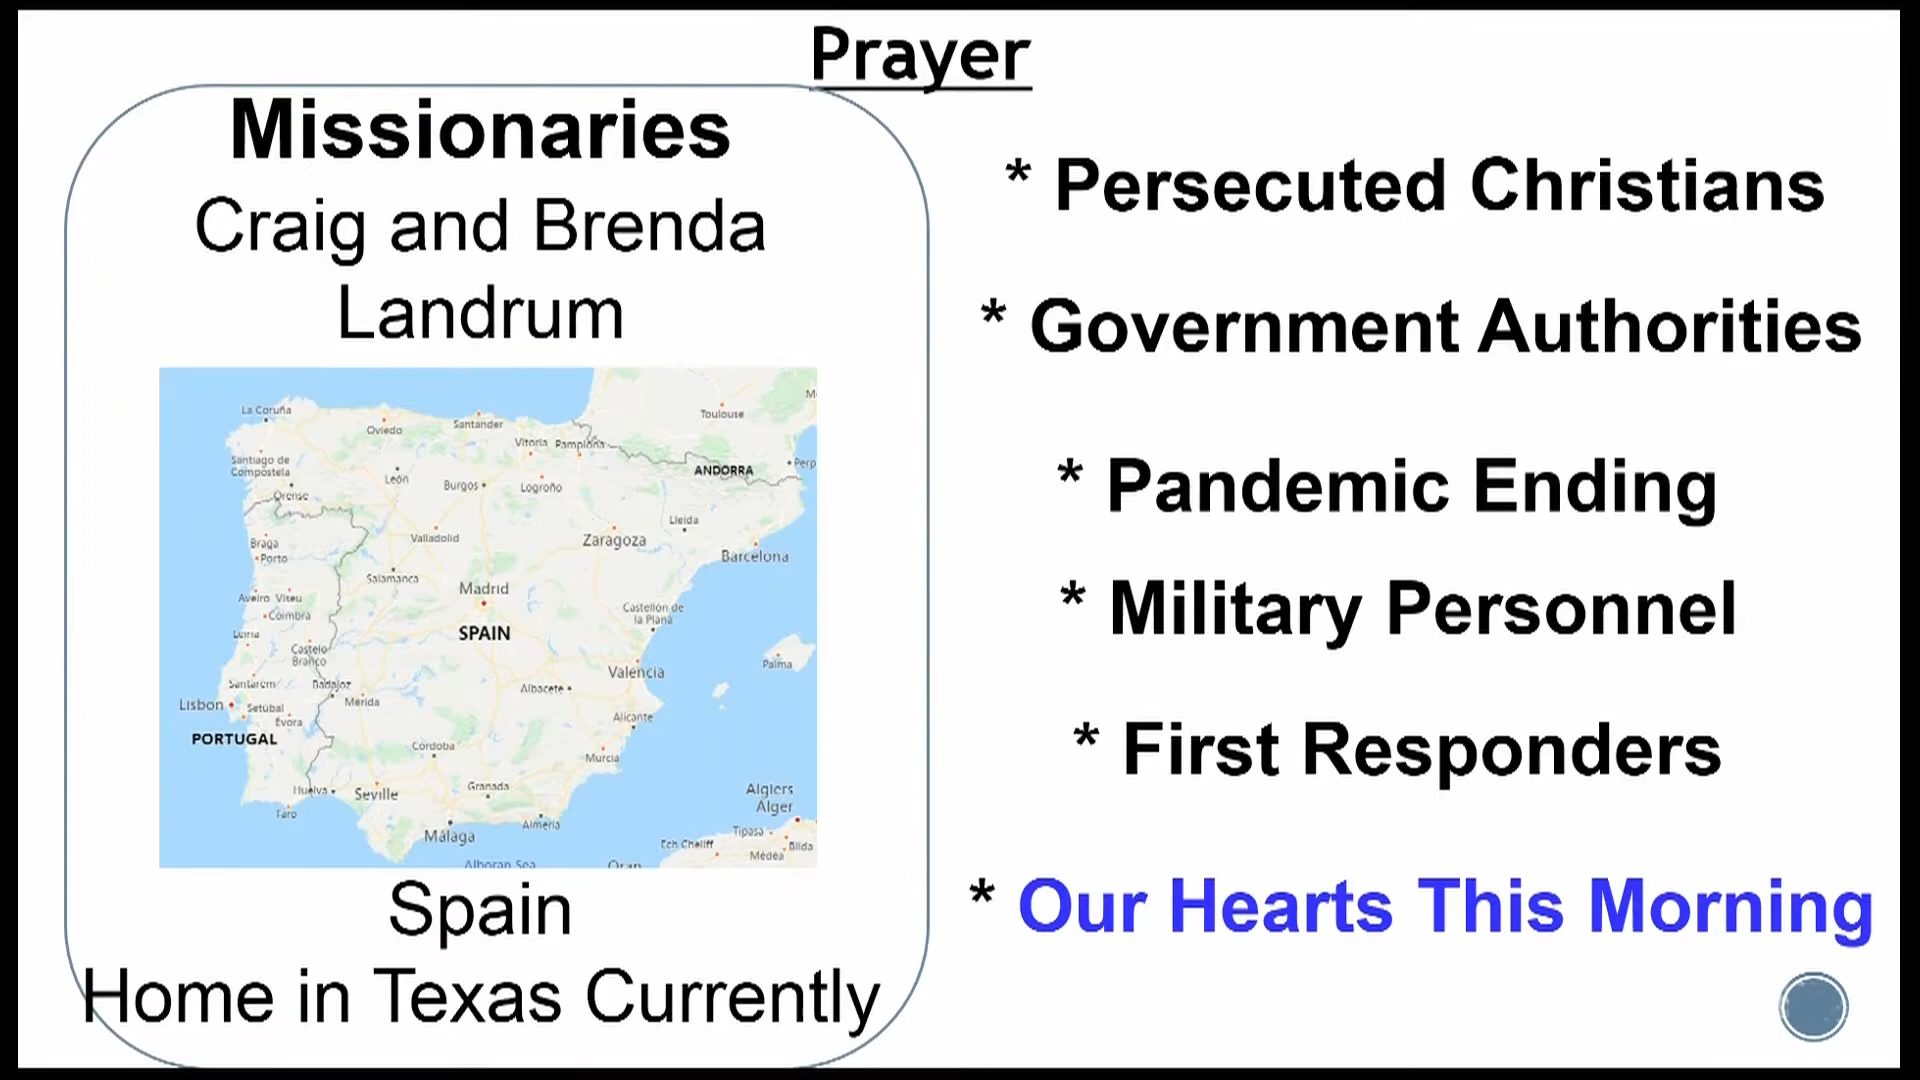 Prayer
Missionaries
Craig and Brenda
Landrum
La Coruña
Oviedo
Santander
Toulouse
Vitoria
Pamplona
Santiago de
Compostela
León
Burgos
Logroño
ANDORRA
Perp
Orense
Braga
Porto
Valladolid
Zaragoza
Lleida
Barcelona
Salamanca
Madrid
SPAIN
Aveiro
Viseu
Coimbra
Castellón de
la Plana
Leiria
Castelo
Branco
Palma
Santarém
Badajoz
Mérida
Albacete
Valencia
Lisbon
Setúbal
Évora
Alicante
PORTUGAL
Córdoba
Murcia
Huelva
Seville
Granada
Algiers
Alger
Faro
Málaga
Almería
Tipasa
Ech Cheliff
Médéa
Blida
Alboran Sea
Oran
Spain
Home in Texas Currently
* Persecuted Christians
* Government Authorities
* Pandemic Ending
* Military Personnel
* First Responders
* Our Hearts This Morning